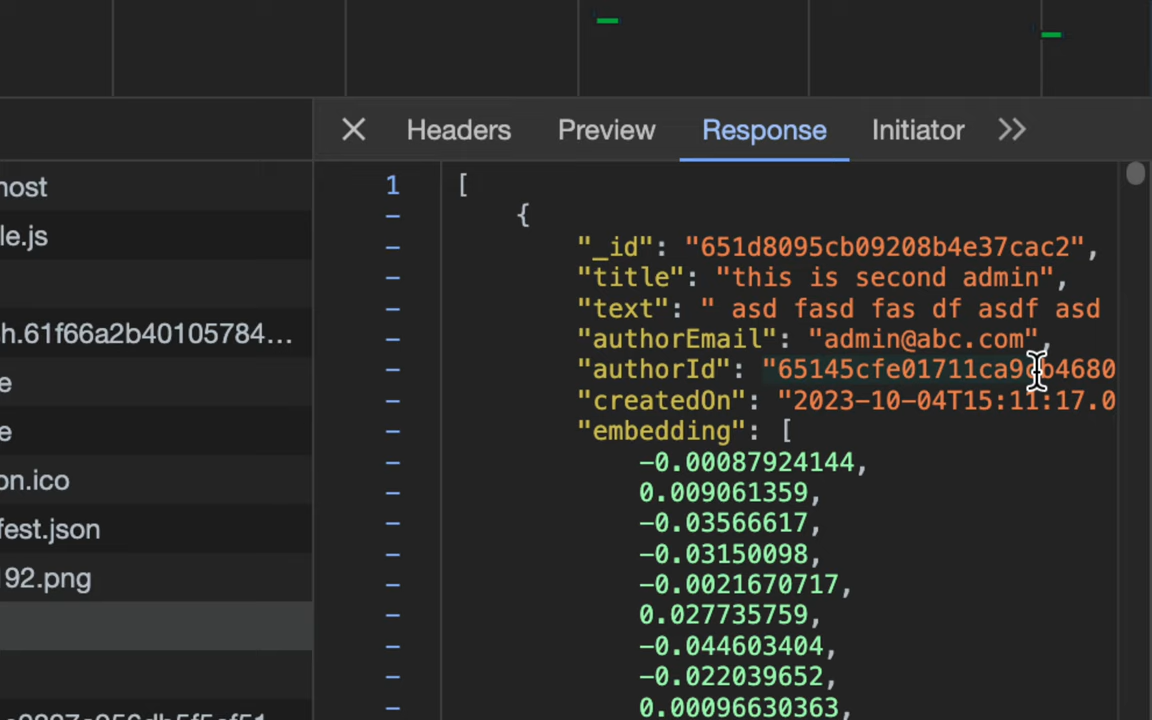 Headers Preview Response Initiator
nost
le.js
h.61f66a2b40105784...
e
e
on.ico
fest.json
192.png
1 [
{
"_id": "651d8095cb09208b4e37cac2",
"title": "this is second admin",
"text": " asd fasd fas df asdf asd
"authorEmail": "admin@abc.com",
"authorId":
"createdOn": "2023-10-04T15:11:17.0
"embedding": [
-0.00087924144,
0.009061359,
-0.03566617,
-0.03150098,
-0.0021670717,
0.027735759,
-0.044603404,
-0.022039652,
0.00096630363,